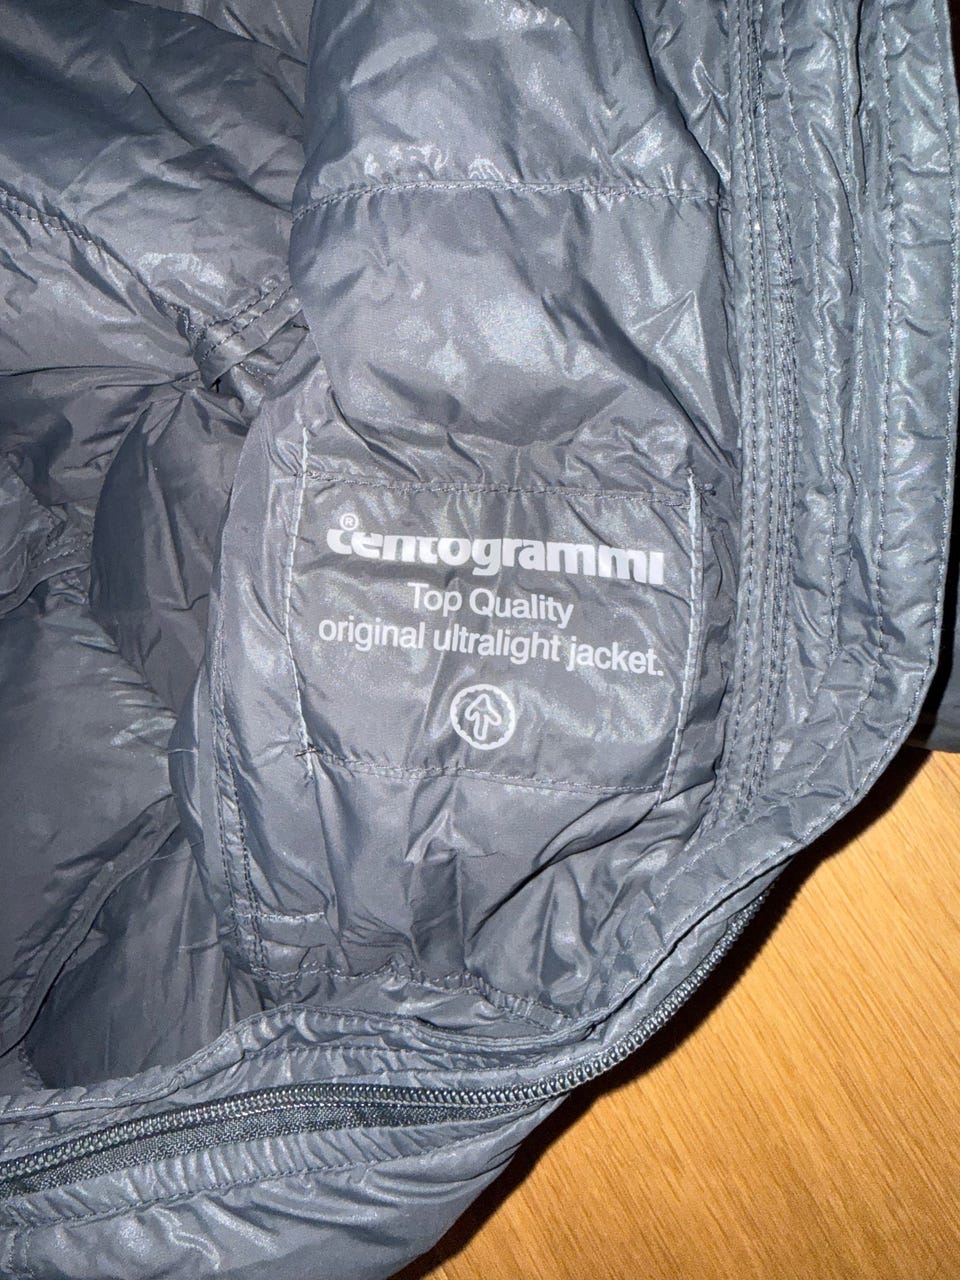 ®
centogrammi
Top Quality
original ultralight jacket.